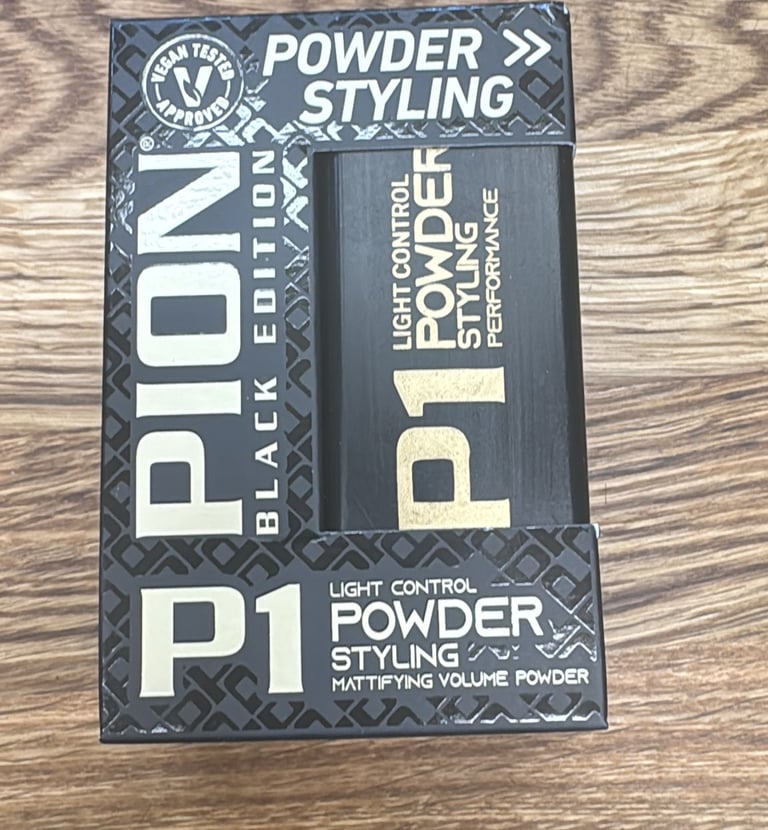 VEGAN TESTED
APPROVED
POWDER >>
STYLING
PION®
BLACK EDITION
P1
LIGHT CONTROL
POWDER
STYLING
PERFORMANCE
P1
LIGHT CONTROL
POWDER
STYLING
MATTIFYING VOLUME POWDER